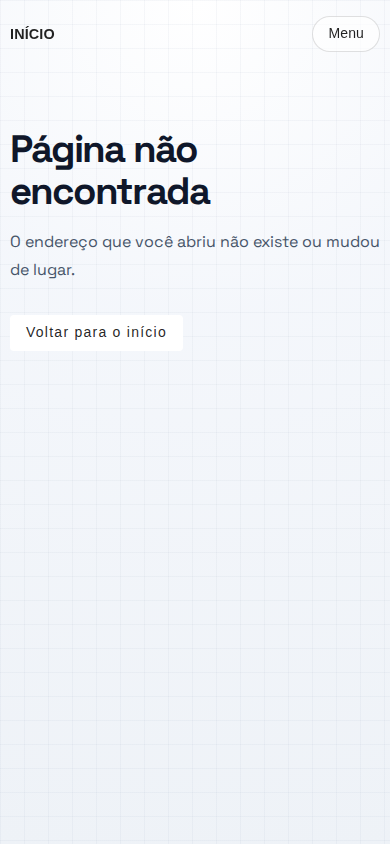 INÍCIO
Menu
Página não
encontrada
O endereço que você abriu não existe ou mudou
de lugar.
Voltar para o início